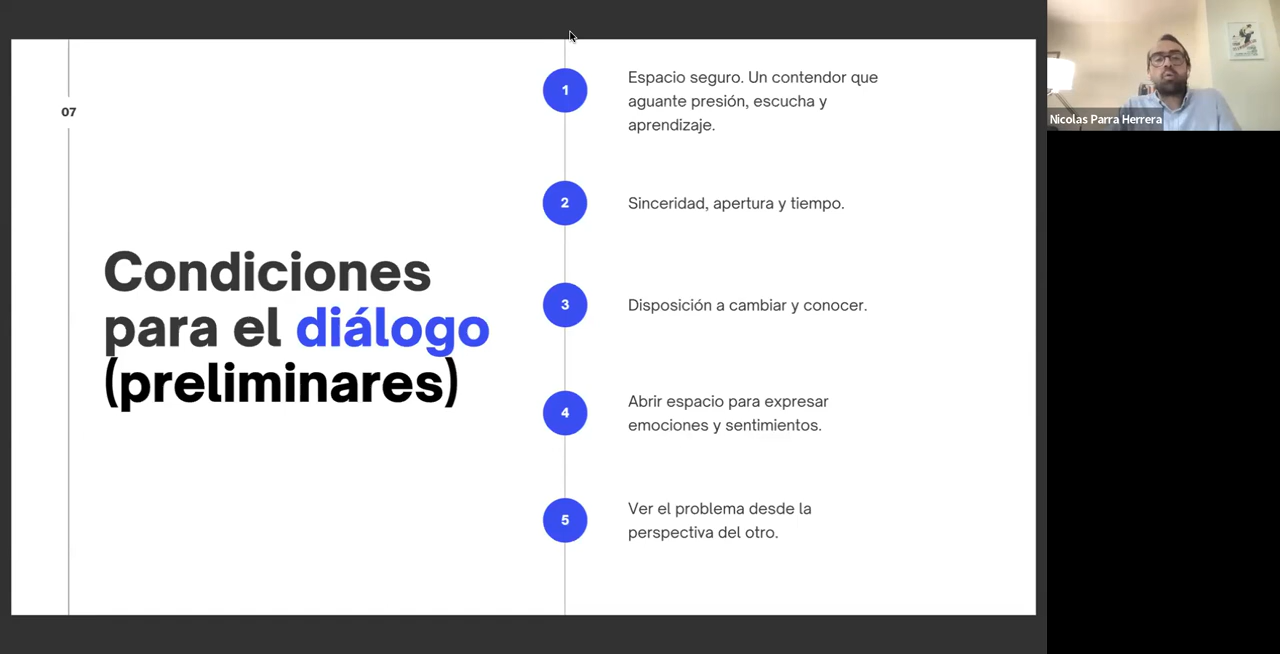 07
Condiciones
para el diálogo
(preliminares)
1
Espacio seguro. Un contendor que
aguante presión, escucha y
aprendizaje.
2
Sinceridad, apertura y tiempo.
3
Disposición a cambiar y conocer.
4
Abrir espacio para expresar
emociones y sentimientos.
5
Ver el problema desde la
perspectiva del otro.
Nicolas Parra Herrera